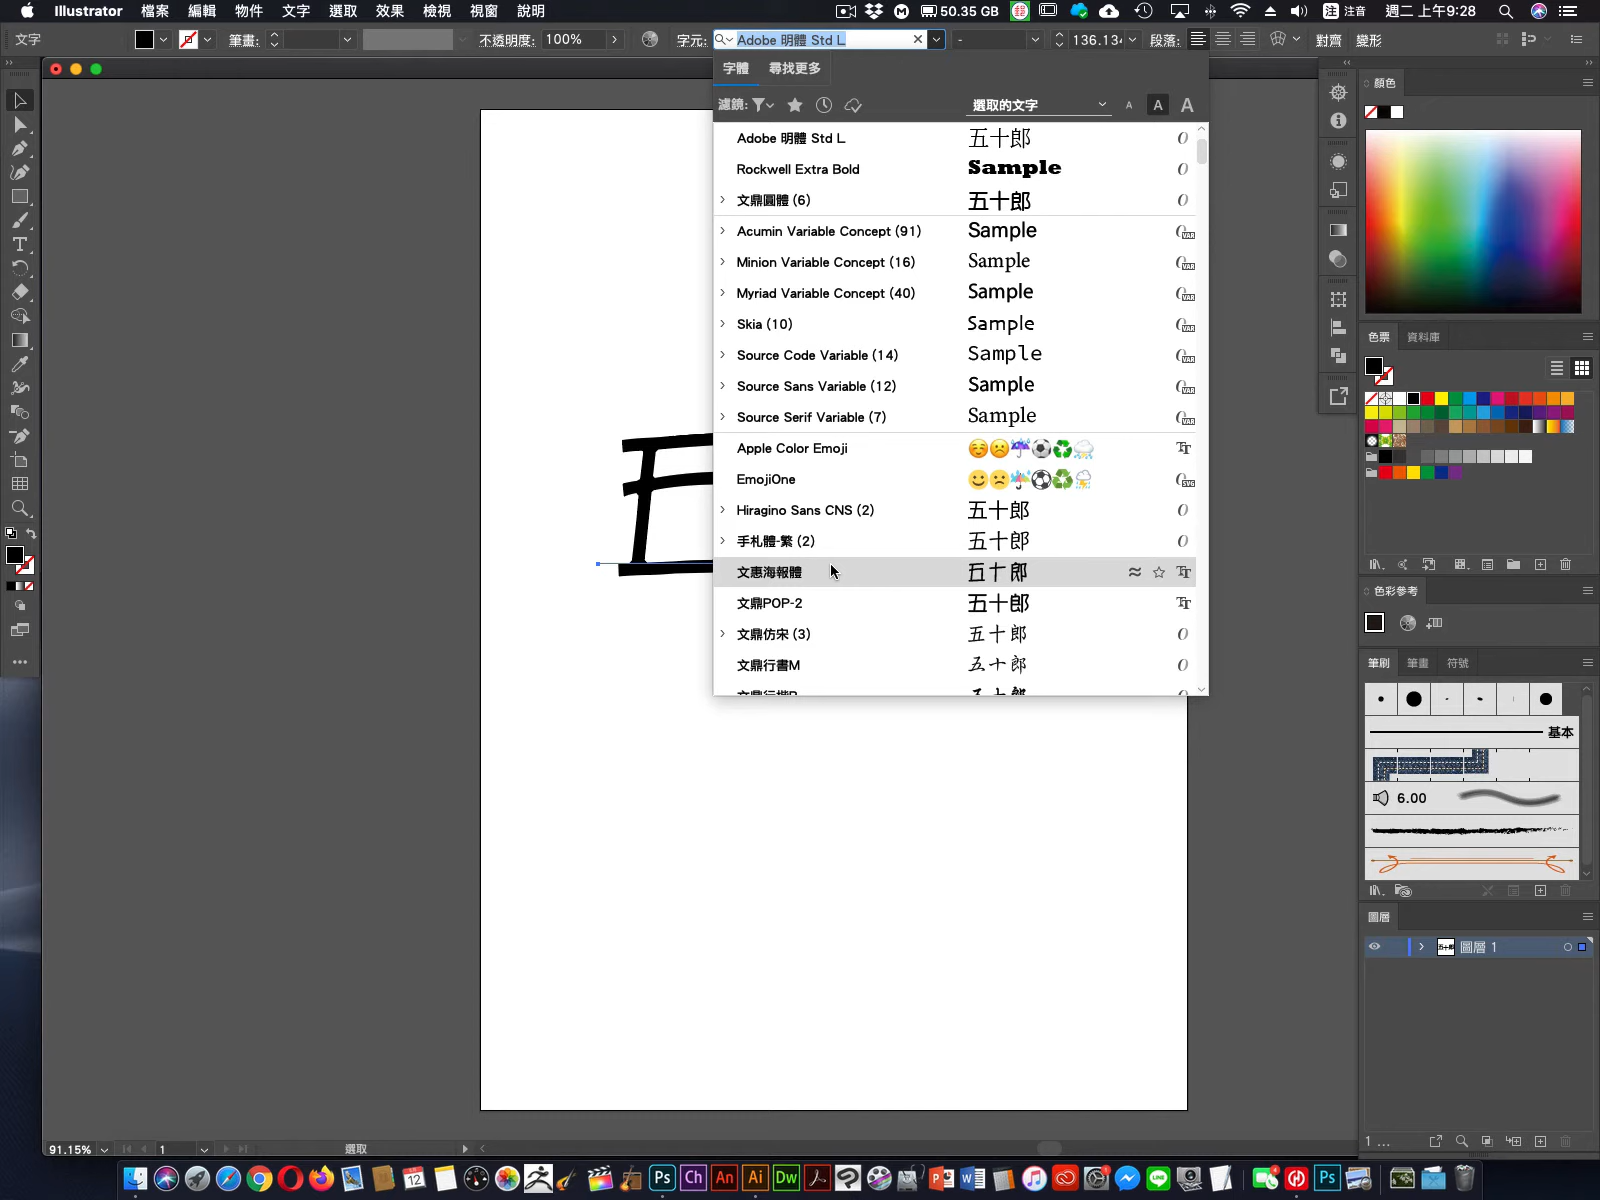 Illustrator 檔案 編輯 物件 文字 選取 效果 檢視 視窗 說明 50.35 GB 注音 週二 上午9:28
文字 筆畫: 不透明度: 100% 字元: Adobe 明體 Std L - 136.13 段落: 對齊 變形
字體 尋找更多
濾鏡: 選取的文字 A A A
Adobe 明體 Std L 五十郎
Rockwell Extra Bold Sample
文鼎圓體 (6) 五十郎
Acumin Variable Concept (91) Sample
Minion Variable Concept (16) Sample
Myriad Variable Concept (40) Sample
Skia (10) Sample
Source Code Variable (14) Sample
Source Sans Variable (12) Sample
Source Serif Variable (7) Sample
Apple Color Emoji
EmojiOne
Hiragino Sans CNS (2) 五十郎
手札體-繁 (2) 五十郎
文惠海報體 五十郎
文鼎POP-2 五十郎
文鼎仿宋 (3) 五十郎
文鼎行書M 五十郎
顏色
色票 資料庫
色彩參考
筆刷 筆畫 符號
基本
6.00
圖層
圖層 1
1 ...
91.15% 1 選取
12 Ps Ch An Ai Dw Ps